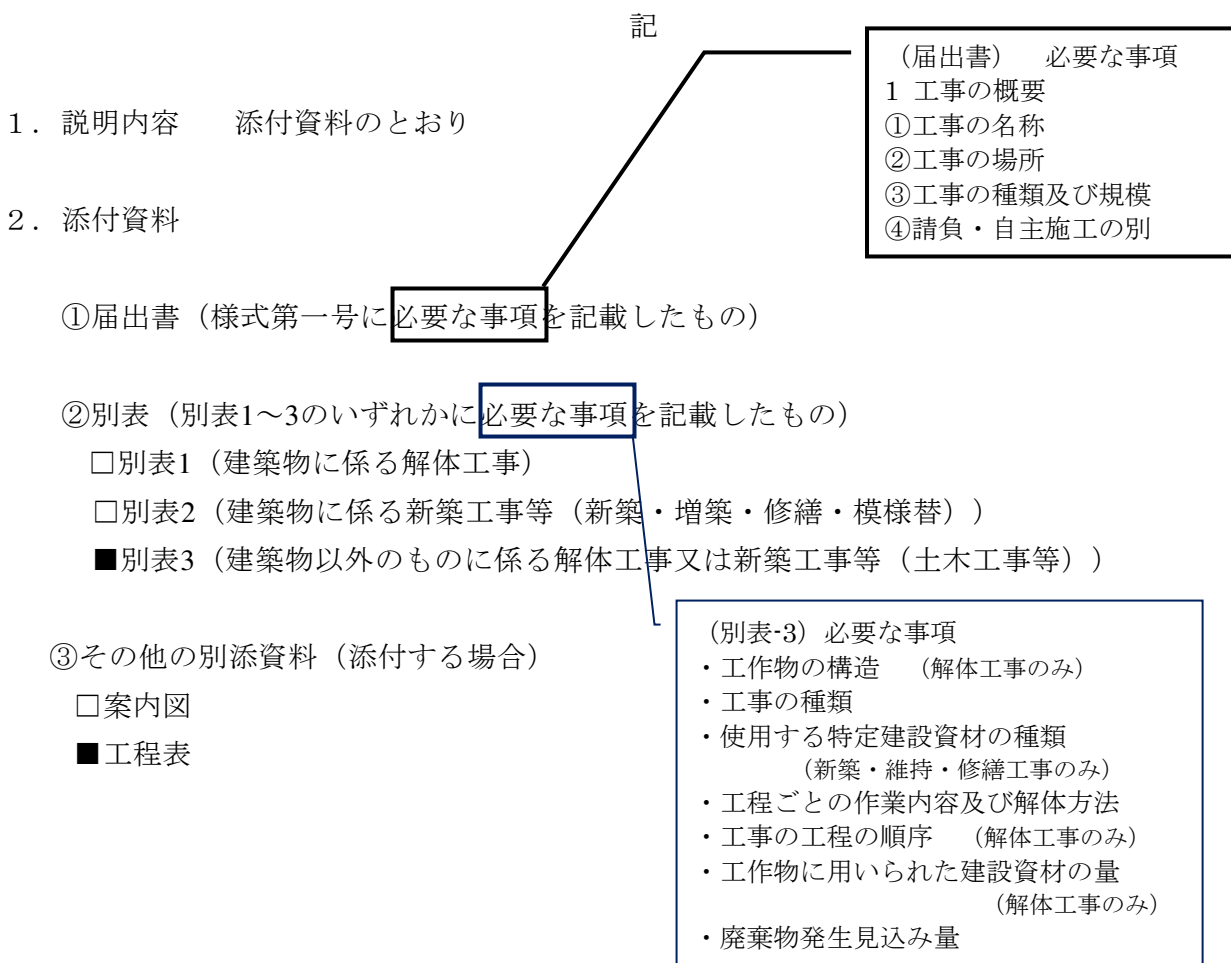 記
（届出書）　必要な事項
1 工事の概要
①工事の名称
②工事の場所
③工事の種類及び規模
④請負・自主施工の別
１．説明内容　　添付資料のとおり
２．添付資料
①届出書（様式第一号に必要な事項を記載したもの）
②別表（別表1～3のいずれかに必要な事項を記載したもの）
□別表1（建築物に係る解体工事）
□別表2（建築物に係る新築工事等（新築・増築・修繕・模様替））
■別表3（建築物以外のものに係る解体工事又は新築工事等（土木工事等））
③その他の別添資料（添付する場合）
□案内図
■工程表
（別表-3）必要な事項
・工作物の構造　（解体工事のみ）
・工事の種類
・使用する特定建設資材の種類
（新築・維持・修繕工事のみ）
・工程ごとの作業内容及び解体方法
・工事の工程の順序　（解体工事のみ）
・工作物に用いられた建設資材の量
（解体工事のみ）
・廃棄物発生見込み量